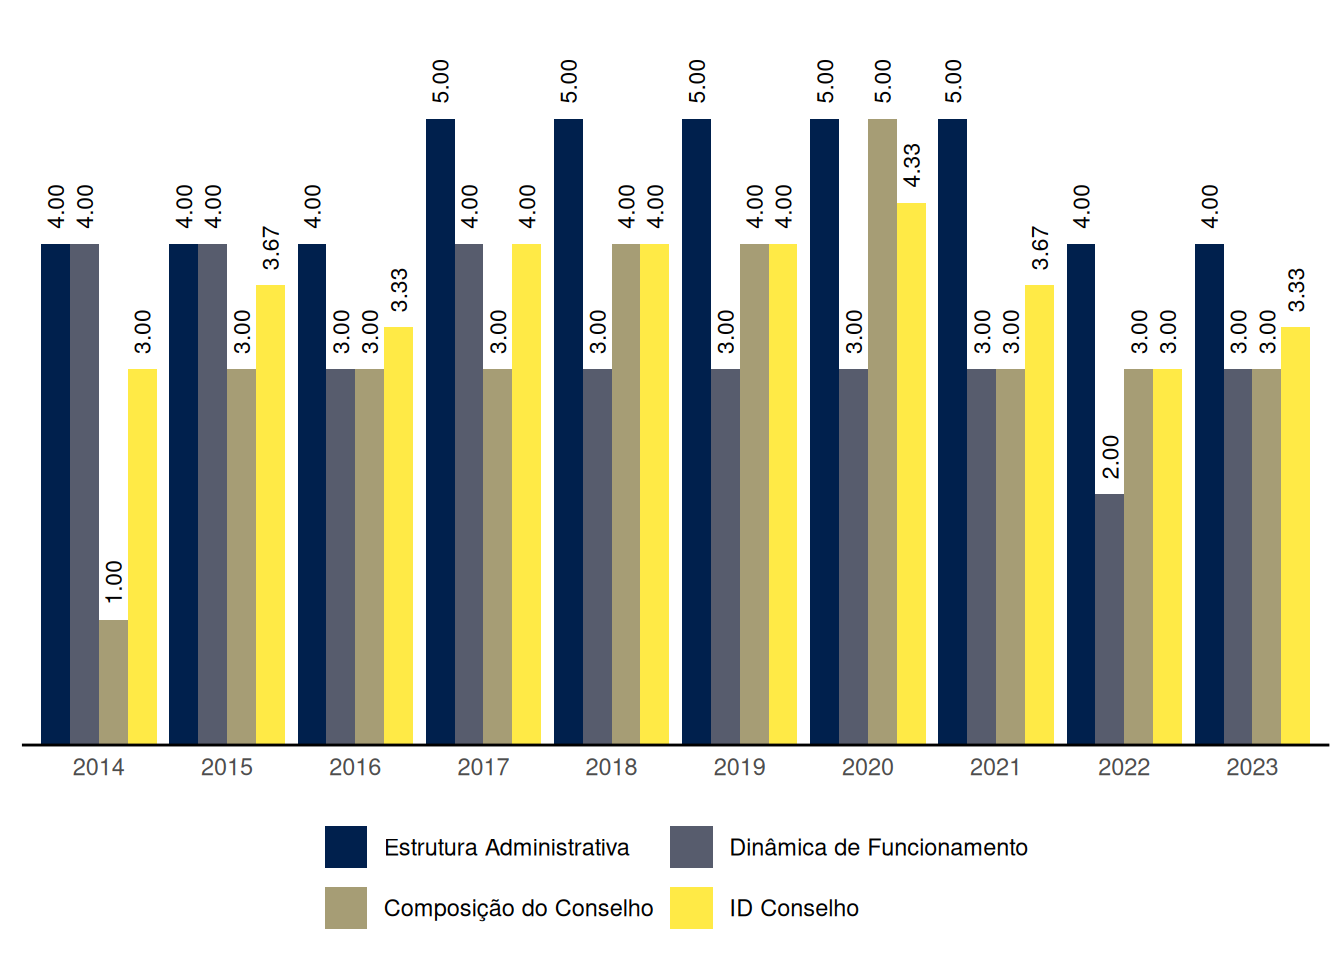 5.00 5.00 5.00 5.00 5.00 5.00
4.33
4.00 4.00 4.00 4.00 4.00 4.00 4.00 4.00 4.00 4.00 4.00 4.00 4.00
3.67 3.67
3.33 3.33
3.00 3.00 3.00 3.00 3.00 3.00 3.00 3.00 3.00 3.00 3.00 3.00 3.00 3.00
2.00
1.00
2014 2015 2016 2017 2018 2019 2020 2021 2022 2023
Estrutura Administrativa Dinâmica de Funcionamento
Composição do Conselho ID Conselho